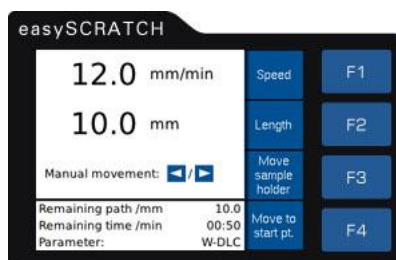 easySCRATCH
12.0 mm/min
Speed
F1
10.0 mm
Length
F2
Manual movement: ◀/▶
Move
sample
holder
F3
Remaining path /mm 10.0
Remaining time /min 00:50
Parameter: W-DLC
Move to
start pt.
F4